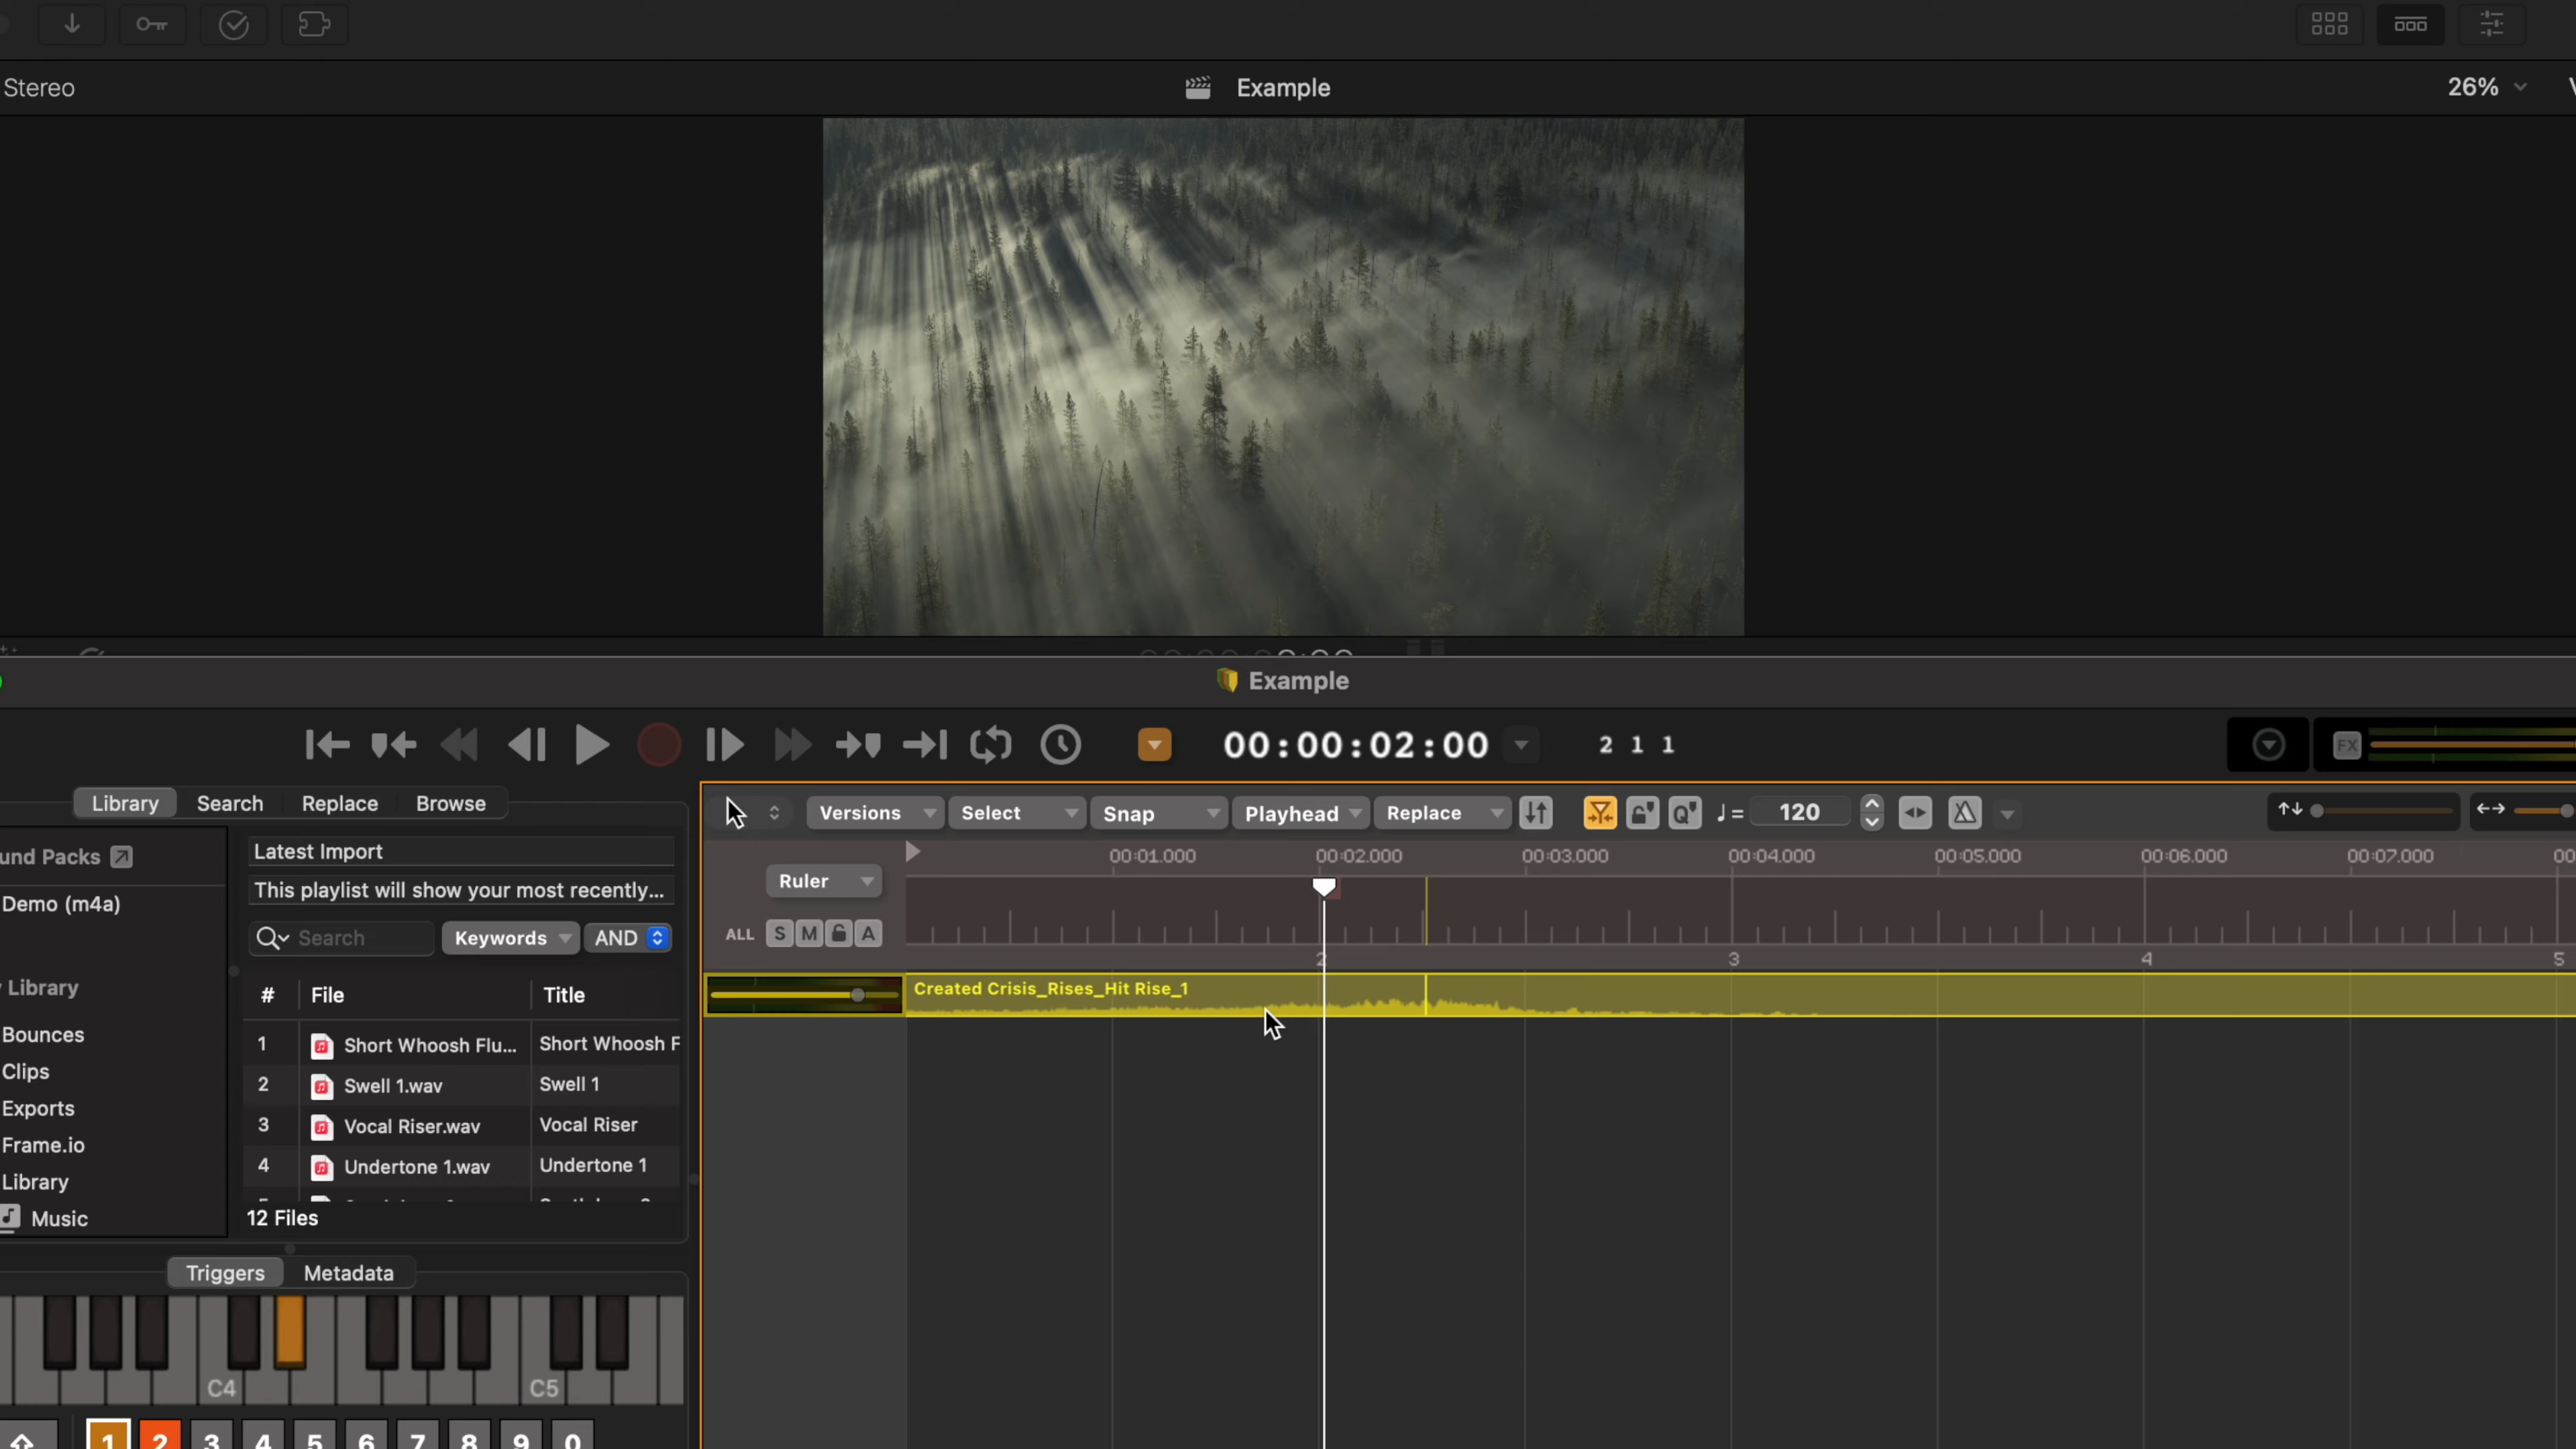 Stereo
Example
26%
Example
00:00:02:00
2 1 1
FX
Library Search Replace Browse
Versions Select Snap Playhead Replace
Q
= 120
und Packs
Demo (m4a)
Library
Bounces
Clips
Exports
Frame.io
Library
Music
Latest Import
This playlist will show your most recently...
Search Keywords AND
# File Title
1 Short Whoosh Flu... Short Whoosh F
2 Swell 1.wav Swell 1
3 Vocal Riser.wav Vocal Riser
4 Undertone 1.wav Undertone 1
12 Files
Ruler
ALL S M A
00:01.000 00:02.000 00:03.000 00:04.000 00:05.000 00:06.000 00:07.000 00
2 3 4 5
Created Crisis_Rises_Hit Rise_1
Triggers Metadata
C4 C5
1 2 3 4 5 6 7 8 9 0